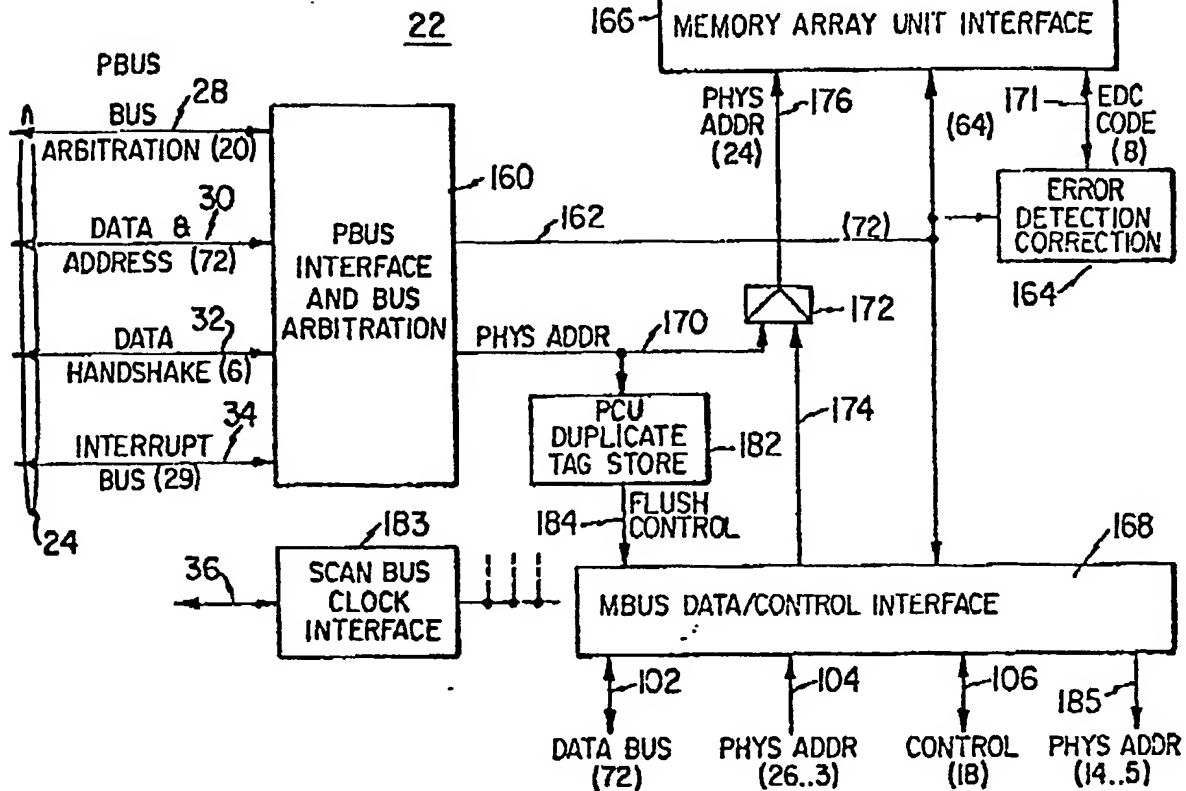 22
166
MEMORY ARRAY UNIT INTERFACE
PBUS
BUS
28
ARBITRATION (20)
DATA &
30
ADDRESS (72)
DATA
32
HANDSHAKE (6)
INTERRUPT
34
BUS (29)
24
PBUS
INTERFACE
AND BUS
ARBITRATION
160
162
(72)
PHYS
ADDR
(24)
176
(64)
171
EDC
CODE
(8)
ERROR
DETECTION
CORRECTION
164
172
PHYS ADDR
170
174
PCU
DUPLICATE
TAG STORE
182
184
FLUSH
CONTROL
183
36
SCAN BUS
CLOCK
INTERFACE
168
MBUS DATA/CONTROL INTERFACE
102
104
106
185
DATA BUS
(72)
PHYS ADDR
(26..3)
CONTROL
(18)
PHYS ADDR
(14..5)